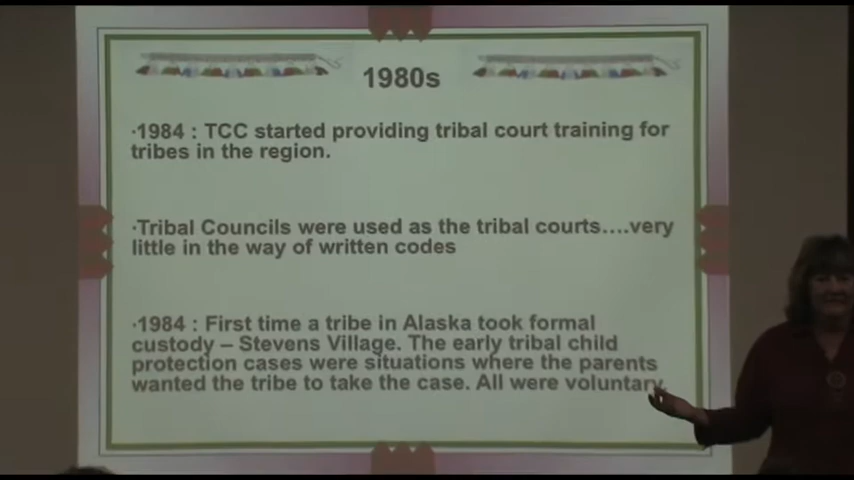 1980s
·1984 : TCC started providing tribal court training for
tribes in the region.
·Tribal Councils were used as the tribal courts….very
little in the way of written codes
·1984 : First time a tribe in Alaska took formal
custody – Stevens Village. The early tribal child
protection cases were situations where the parents
wanted the tribe to take the case. All were voluntary.